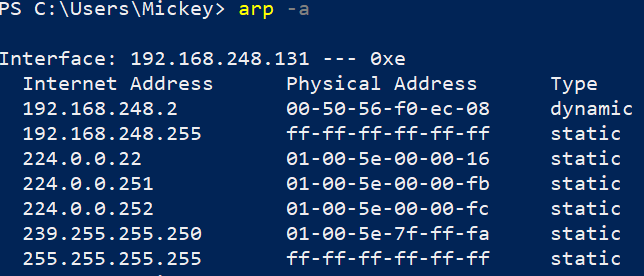 PS C:\Users\Mickey> arp -a
Interface: 192.168.248.131 --- 0xe
Internet Address Physical Address Type
192.168.248.2 00-50-56-f0-ec-08 dynamic
192.168.248.255 ff-ff-ff-ff-ff-ff static
224.0.0.22 01-00-5e-00-00-16 static
224.0.0.251 01-00-5e-00-00-fb static
224.0.0.252 01-00-5e-00-00-fc static
239.255.255.250 01-00-5e-7f-ff-fa static
255.255.255.255 ff-ff-ff-ff-ff-ff static